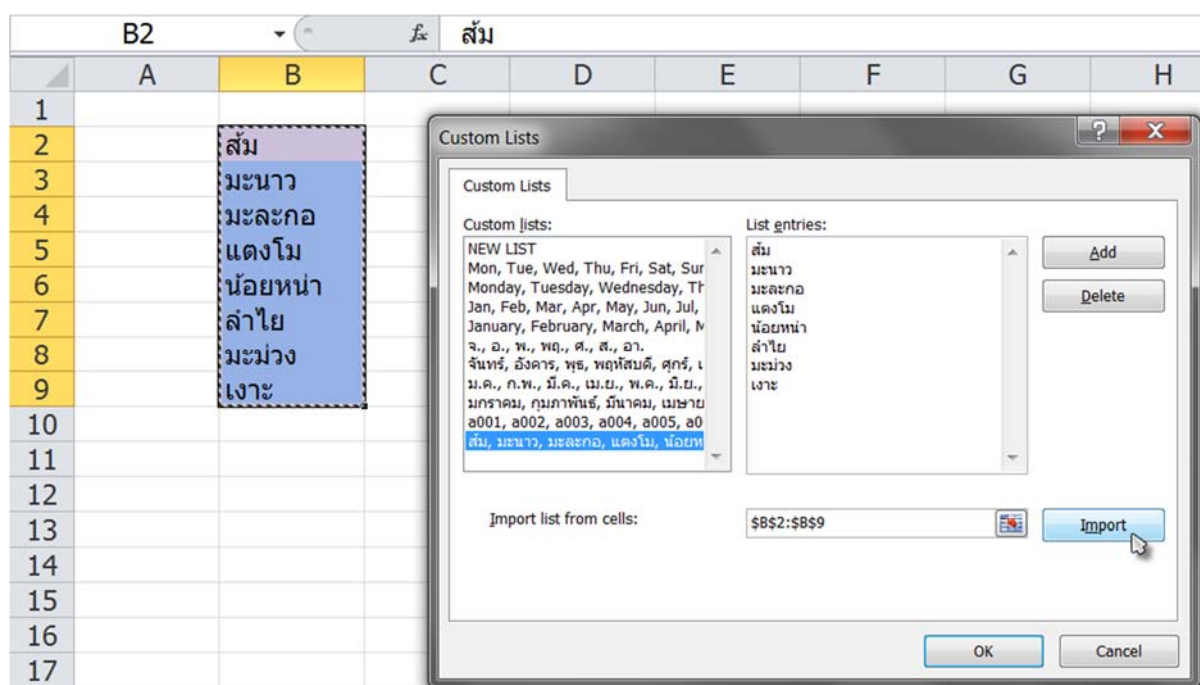 B2 fx ส้ม
A B C D E F G H
1
2 ส้ม
3 มะนาว
4 มะละกอ
5 แตงโม
6 น้อยหน่า
7 ลำไย
8 มะม่วง
9 เงาะ
10
11
12
13
14
15
16
17
Custom Lists
Custom Lists
Custom lists:
NEW LIST
Mon, Tue, Wed, Thu, Fri, Sat, Sun
Monday, Tuesday, Wednesday, Th
Jan, Feb, Mar, Apr, May, Jun, Jul,
January, February, March, April, M
จ., อ., พ., พฤ., ศ., ส., อา.
จันทร์, อังคาร, พุธ, พฤหัสบดี, ศุกร์, เ
ม.ค., ก.พ., มี.ค., เม.ย., พ.ค., มิ.ย.,
มกราคม, กุมภาพันธ์, มีนาคม, เมษาย
a001, a002, a003, a004, a005, a0
ส้ม, มะนาว, มะละกอ, แตงโม, น้อยห
List entries:
ส้ม
มะนาว
มะละกอ
แตงโม
น้อยหน่า
ลำไย
มะม่วง
เงาะ
Add
Delete
Import list from cells:
$B$2:$B$9
Import
OK
Cancel